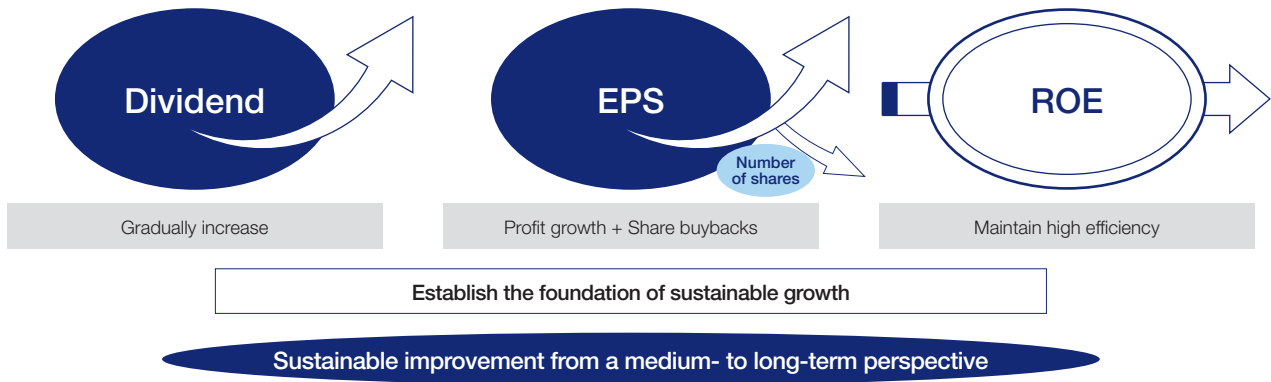 Dividend
EPS
ROE
Number
of shares
Gradually increase
Profit growth + Share buybacks
Maintain high efficiency
Establish the foundation of sustainable growth
Sustainable improvement from a medium- to long-term perspective